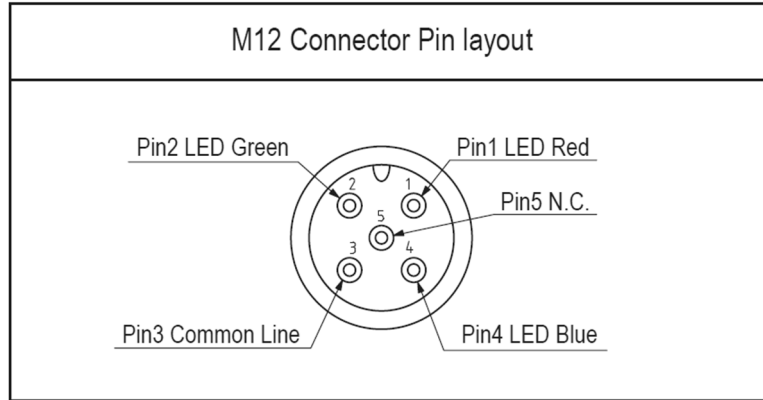 M12 Connector Pin layout
Pin2 LED Green
Pin1 LED Red
2
1
Pin5 N.C.
5
3
4
Pin3 Common Line
Pin4 LED Blue